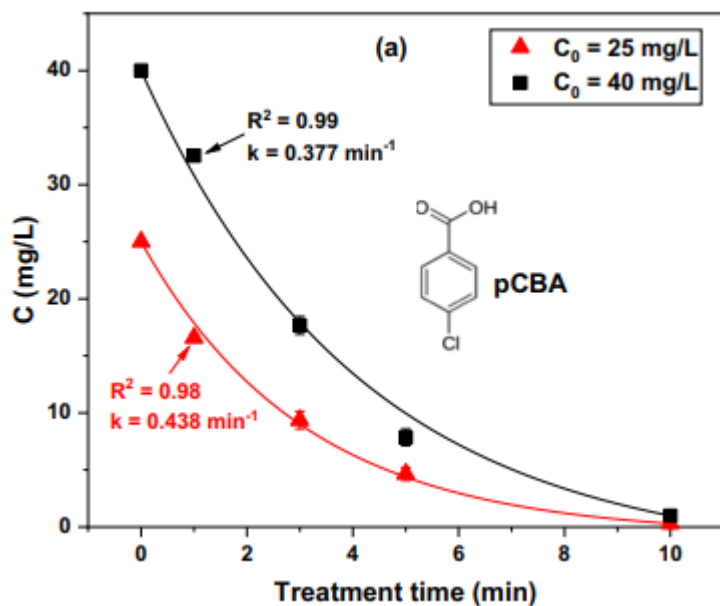 (a)
C₀ = 25 mg/L
C₀ = 40 mg/L
40
30
20
10
0
C (mg/L)
R² = 0.99
k = 0.377 min⁻¹
R² = 0.98
k = 0.438 min⁻¹
O
OH
pCBA
Cl
0
2
4
6
8
10
Treatment time (min)